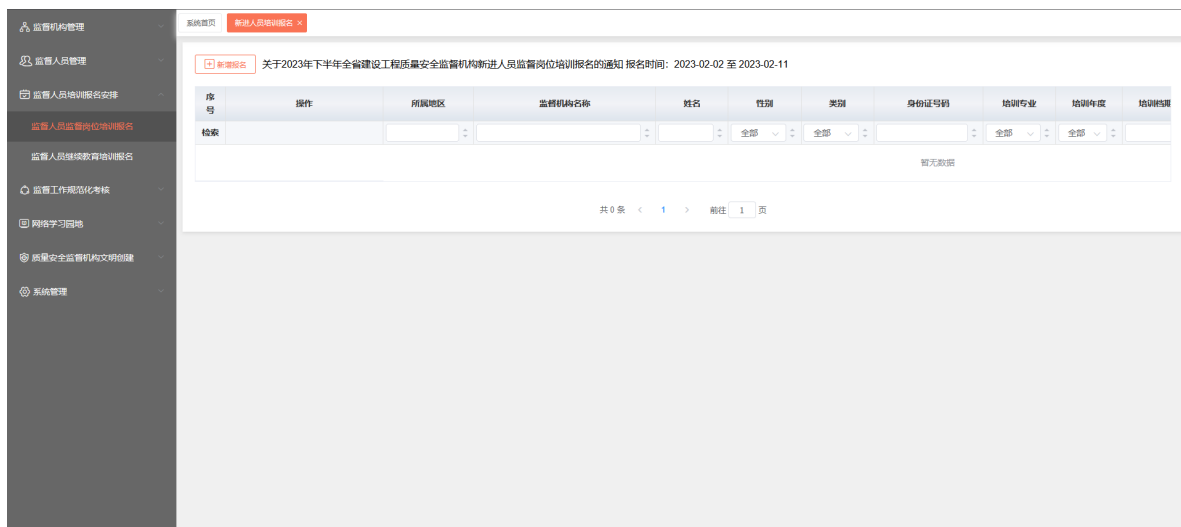 监督机构管理
监督人员管理
监督人员培训报名安排
监督人员监督岗位培训报名
监督人员继续教育培训报名
监督工作规范化考核
网络学习园地
质量安全监督机构文明创建
系统管理
系统首页 新进人员培训报名 ×
新增报名 关于2023年下半年全省建设工程质量安全监督机构新进人员监督岗位培训报名的通知 报名时间：2023-02-02 至 2023-02-11
序号 操作 所属地区 监督机构名称 姓名 性别 类别 身份证号码 培训专业 培训年度 培训档期
检索 全部 全部 全部 全部
暂无数据
共 0 条 < 1 > 前往 1 页